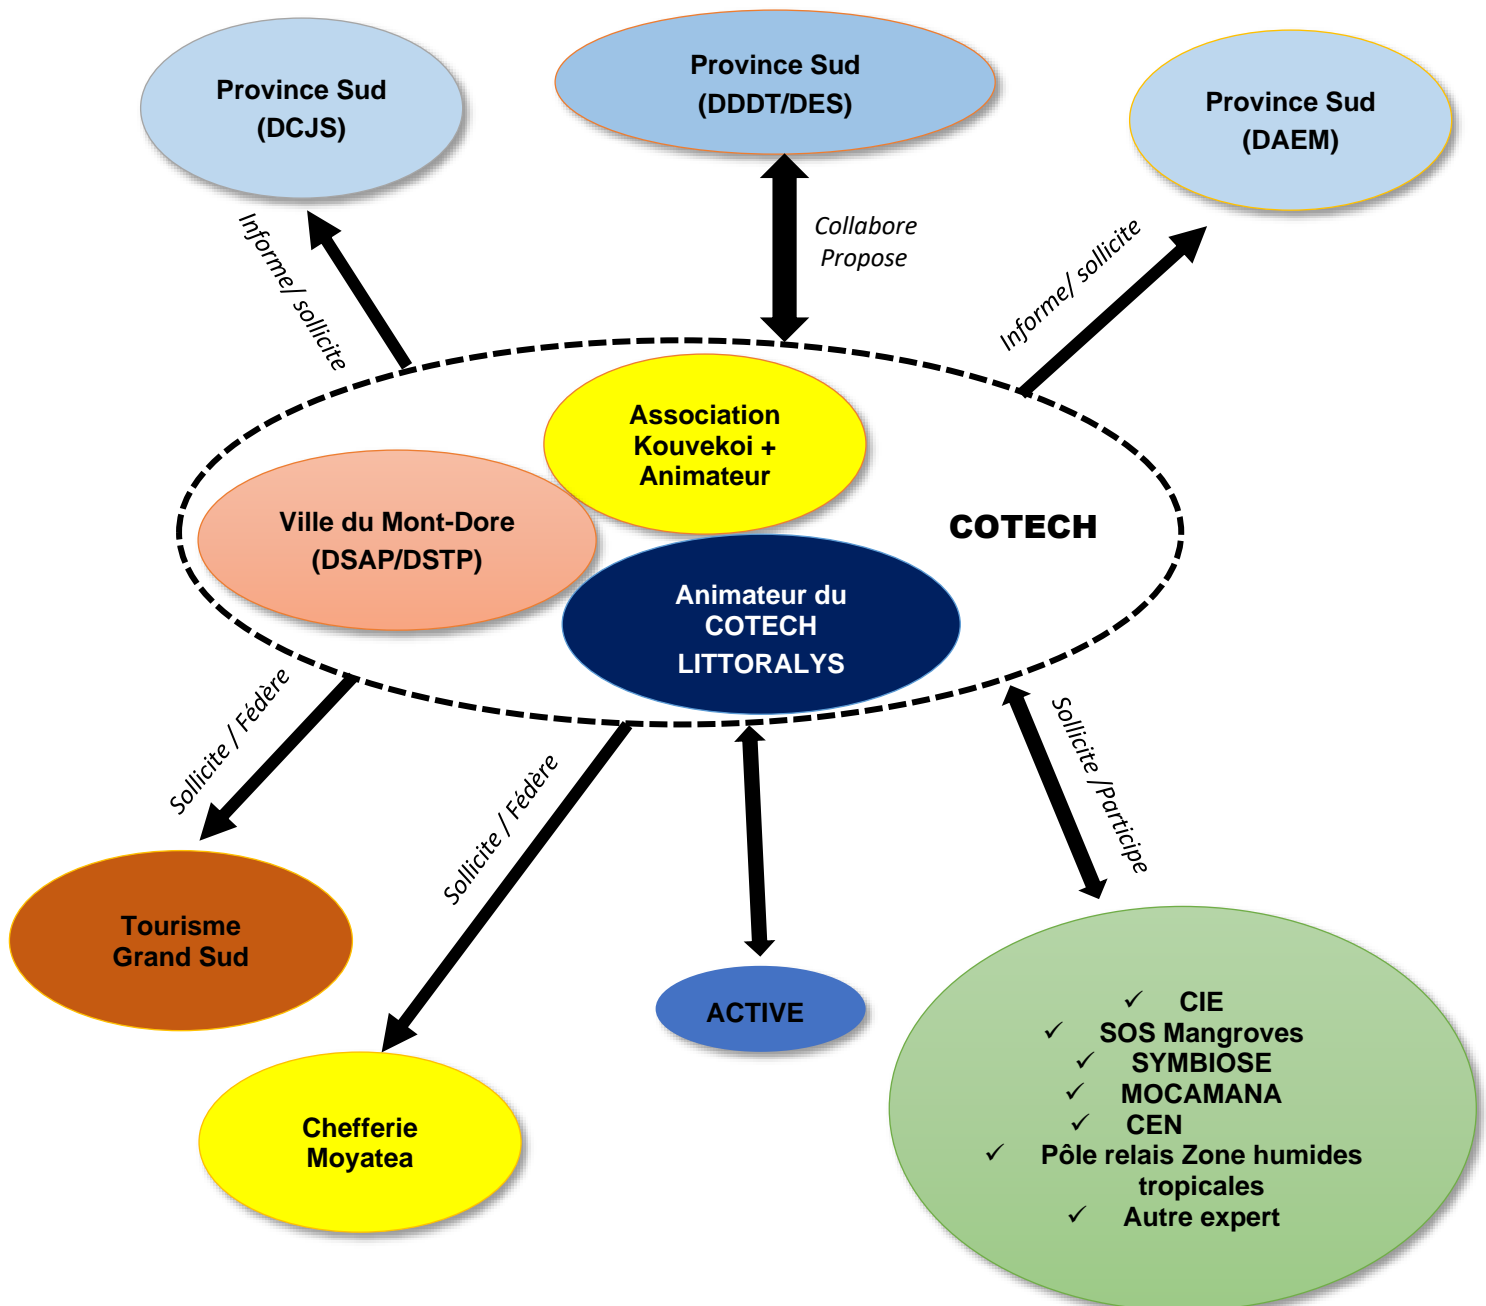 Province Sud
(DCJS)
Province Sud
(DDDT/DES)
Province Sud
(DAEM)
Informe/ sollicite
Collabore
Propose
Informe/ sollicite
Association
Kouvekoi +
Animateur
Ville du Mont-Dore
(DSAP/DSTP)
COTECH
Animateur du
COTECH
LITTORALYS
Sollicite / Fédère
Sollicite / Fédère
Sollicite /Participe
Tourisme
Grand Sud
Chefferie
Moyatea
ACTIVE
✓ CIE
✓ SOS Mangroves
✓ SYMBIOSE
✓ MOCAMANA
✓ CEN
✓ Pôle relais Zone humides
tropicales
✓ Autre expert